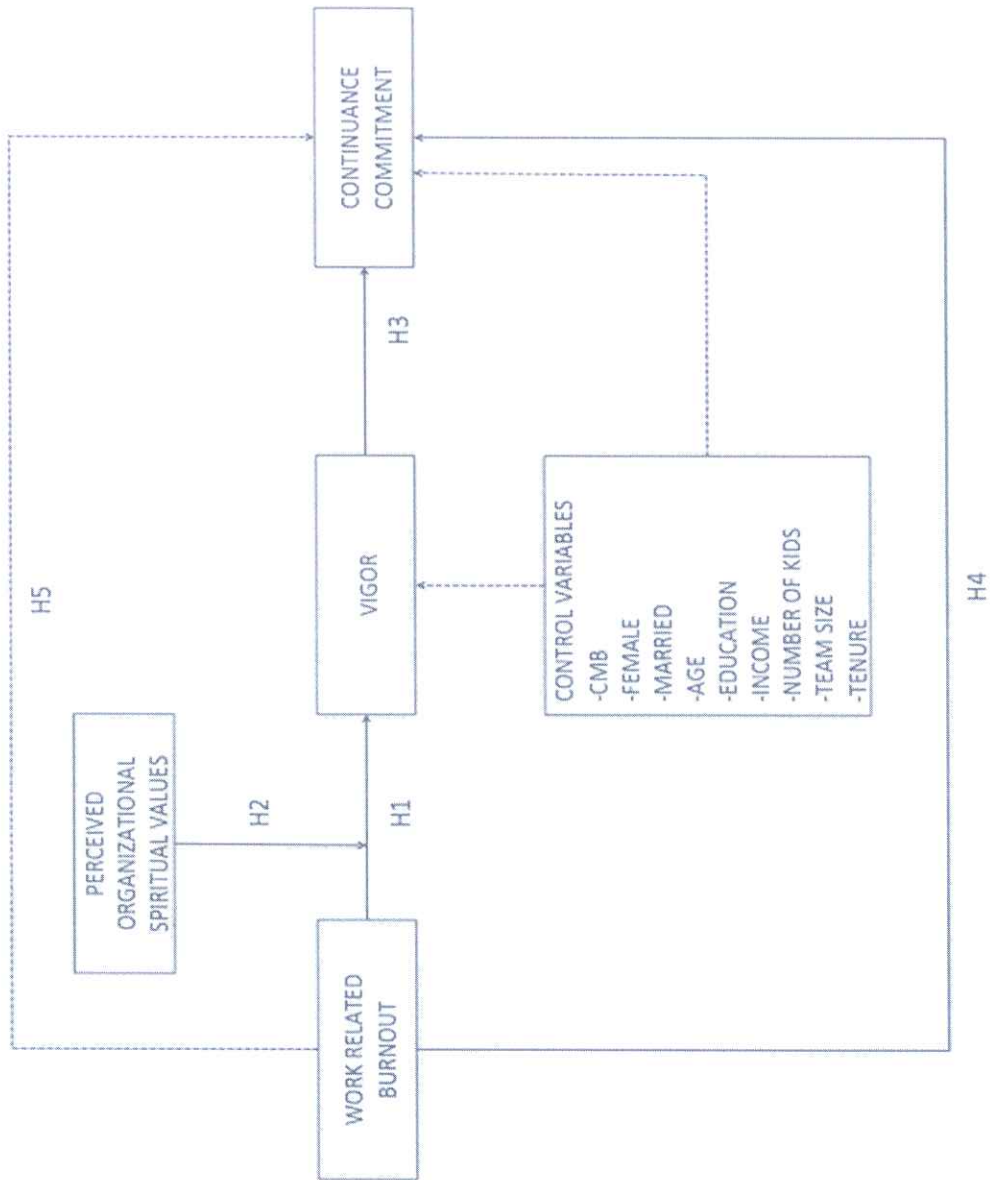 H5
PERCEIVED
ORGANIZATIONAL
SPIRITUAL VALUES
H2
WORK RELATED
BURNOUT
H1
VIGOR
H3
CONTINUANCE
COMMITMENT
CONTROL VARIABLES
-CMB
-FEMALE
-MARRIED
-AGE
-EDUCATION
-INCOME
-NUMBER OF KIDS
-TEAM SIZE
-TENURE
H4